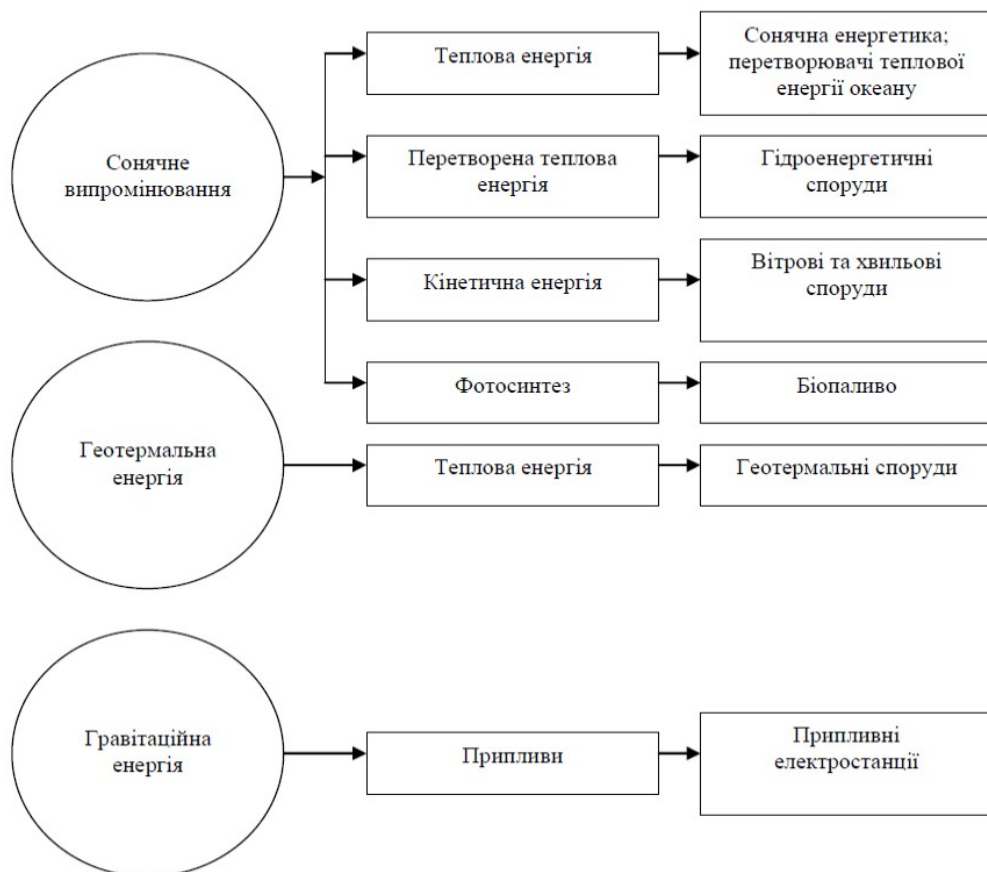 Сонячне
випромінювання
Теплова енергія
Сонячна енергетика;
перетворювачі теплової
енергії океану
Перетворена теплова
енергія
Гідроенергетичні
споруди
Кінетична енергія
Вітрові та хвильові
споруди
Фотосинтез
Біопаливо
Геотермальна
енергія
Теплова енергія
Геотермальні споруди
Гравітаційна
енергія
Припливи
Припливні
електростанції